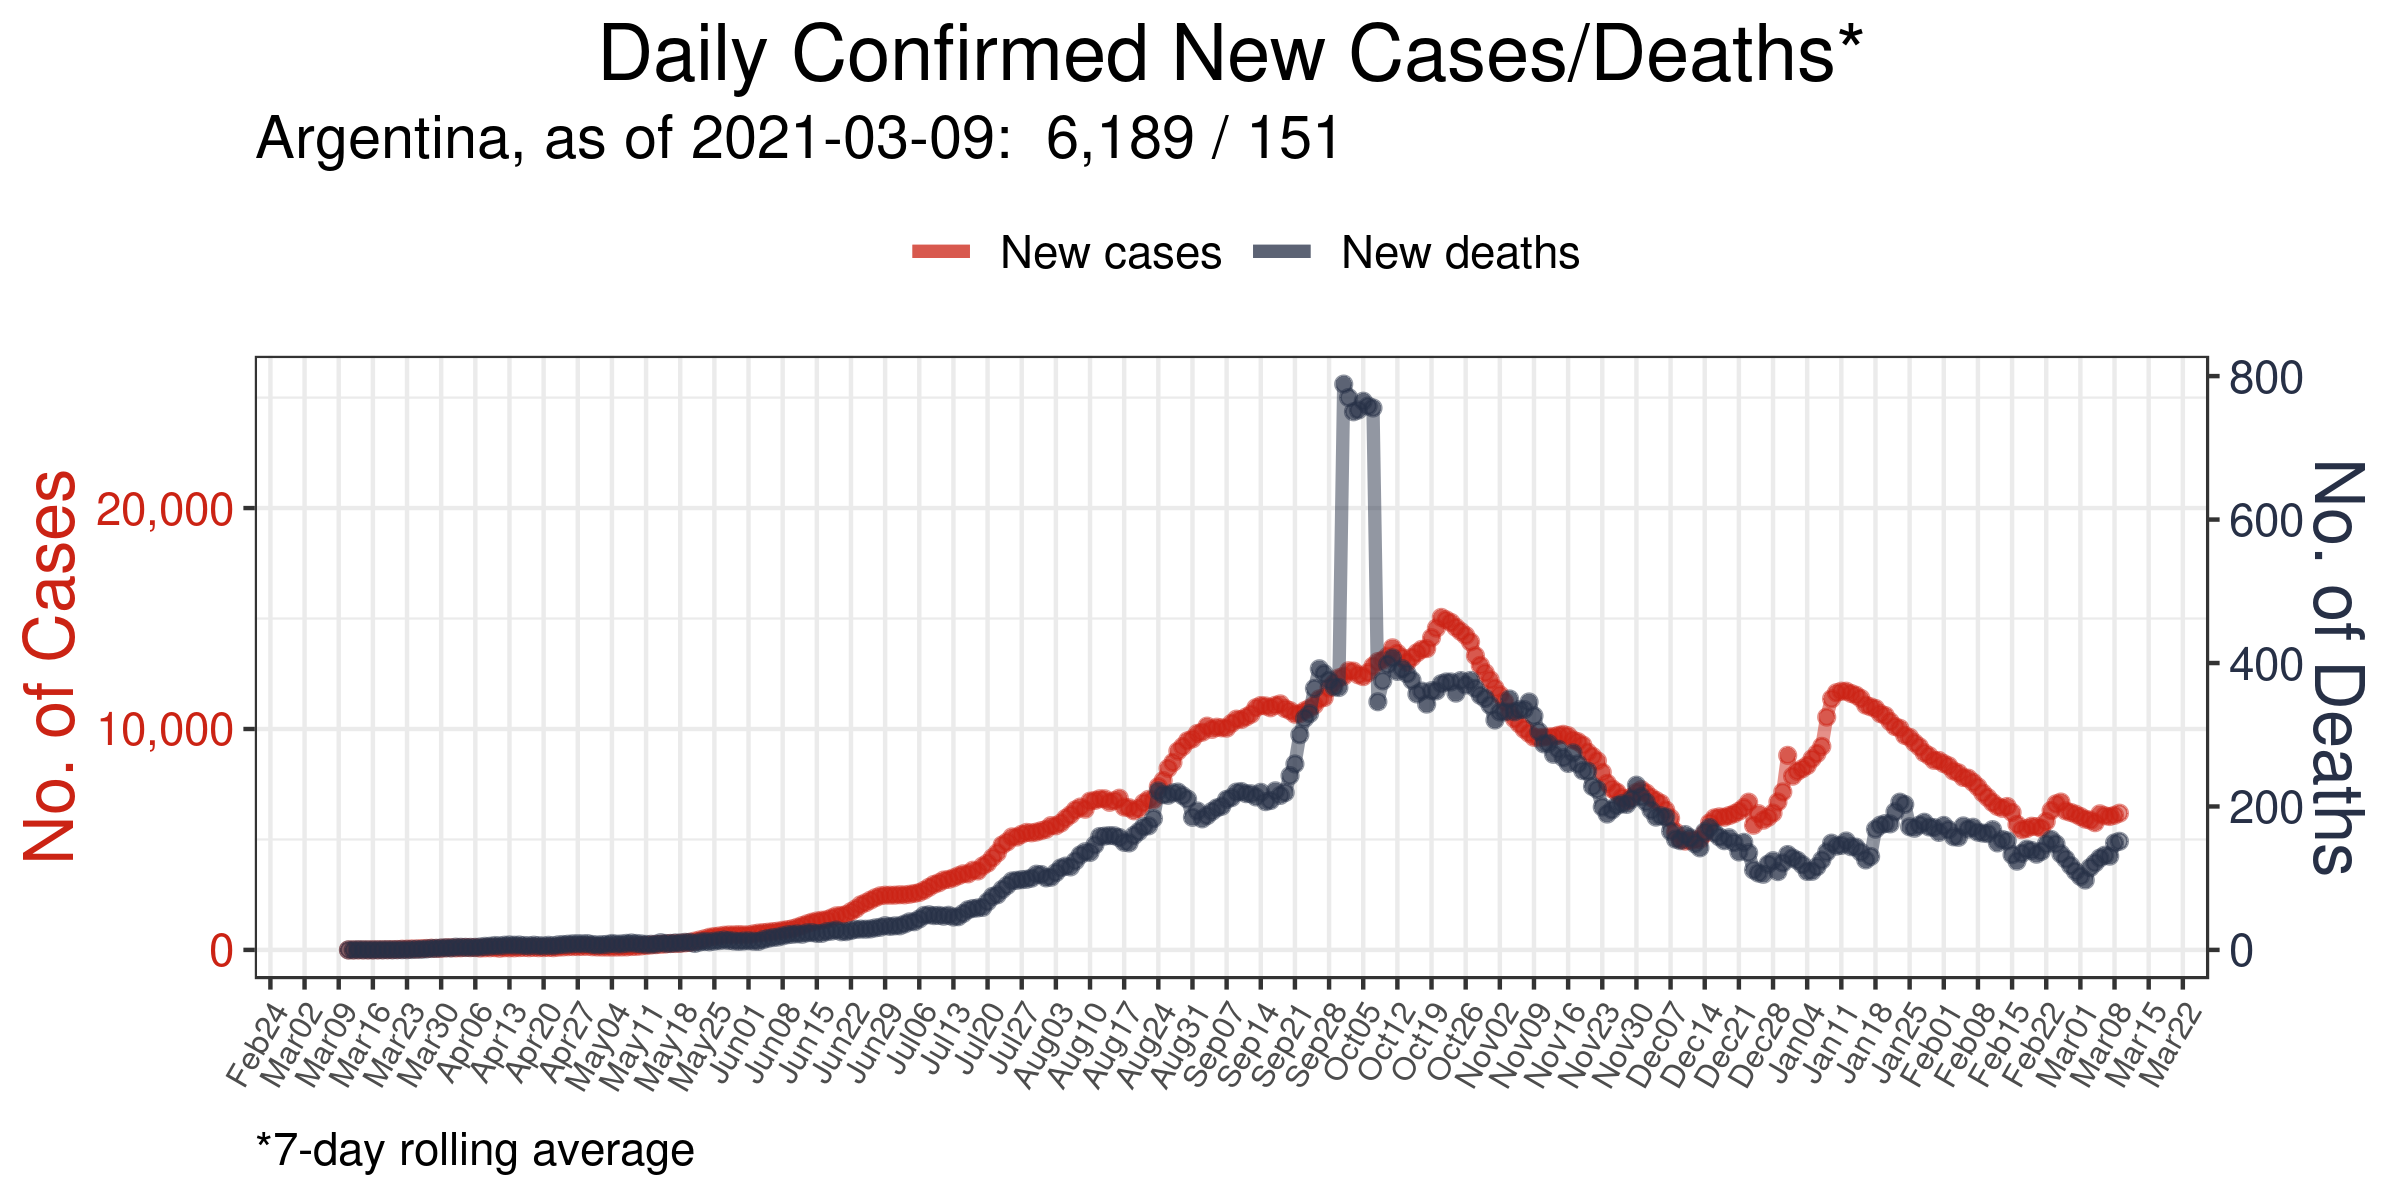 Daily Confirmed New Cases/Deaths*
Argentina, as of 2021-03-09:  6,189 / 151
New cases
New deaths
No. of Cases
20,000
10,000
0
800
600
400
200
0
No. of Deaths
Feb24
Mar02
Mar09
Mar16
Mar23
Mar30
Apr06
Apr13
Apr20
Apr27
May04
May11
May18
May25
Jun01
Jun08
Jun15
Jun22
Jun29
Jul06
Jul13
Jul20
Jul27
Aug03
Aug10
Aug17
Aug24
Aug31
Sep07
Sep14
Sep21
Sep28
Oct05
Oct12
Oct19
Oct26
Nov02
Nov09
Nov16
Nov23
Nov30
Dec07
Dec14
Dec21
Dec28
Jan04
Jan11
Jan18
Jan25
Feb01
Feb08
Feb15
Feb22
Mar01
Mar08
Mar15
Mar22
*7-day rolling average